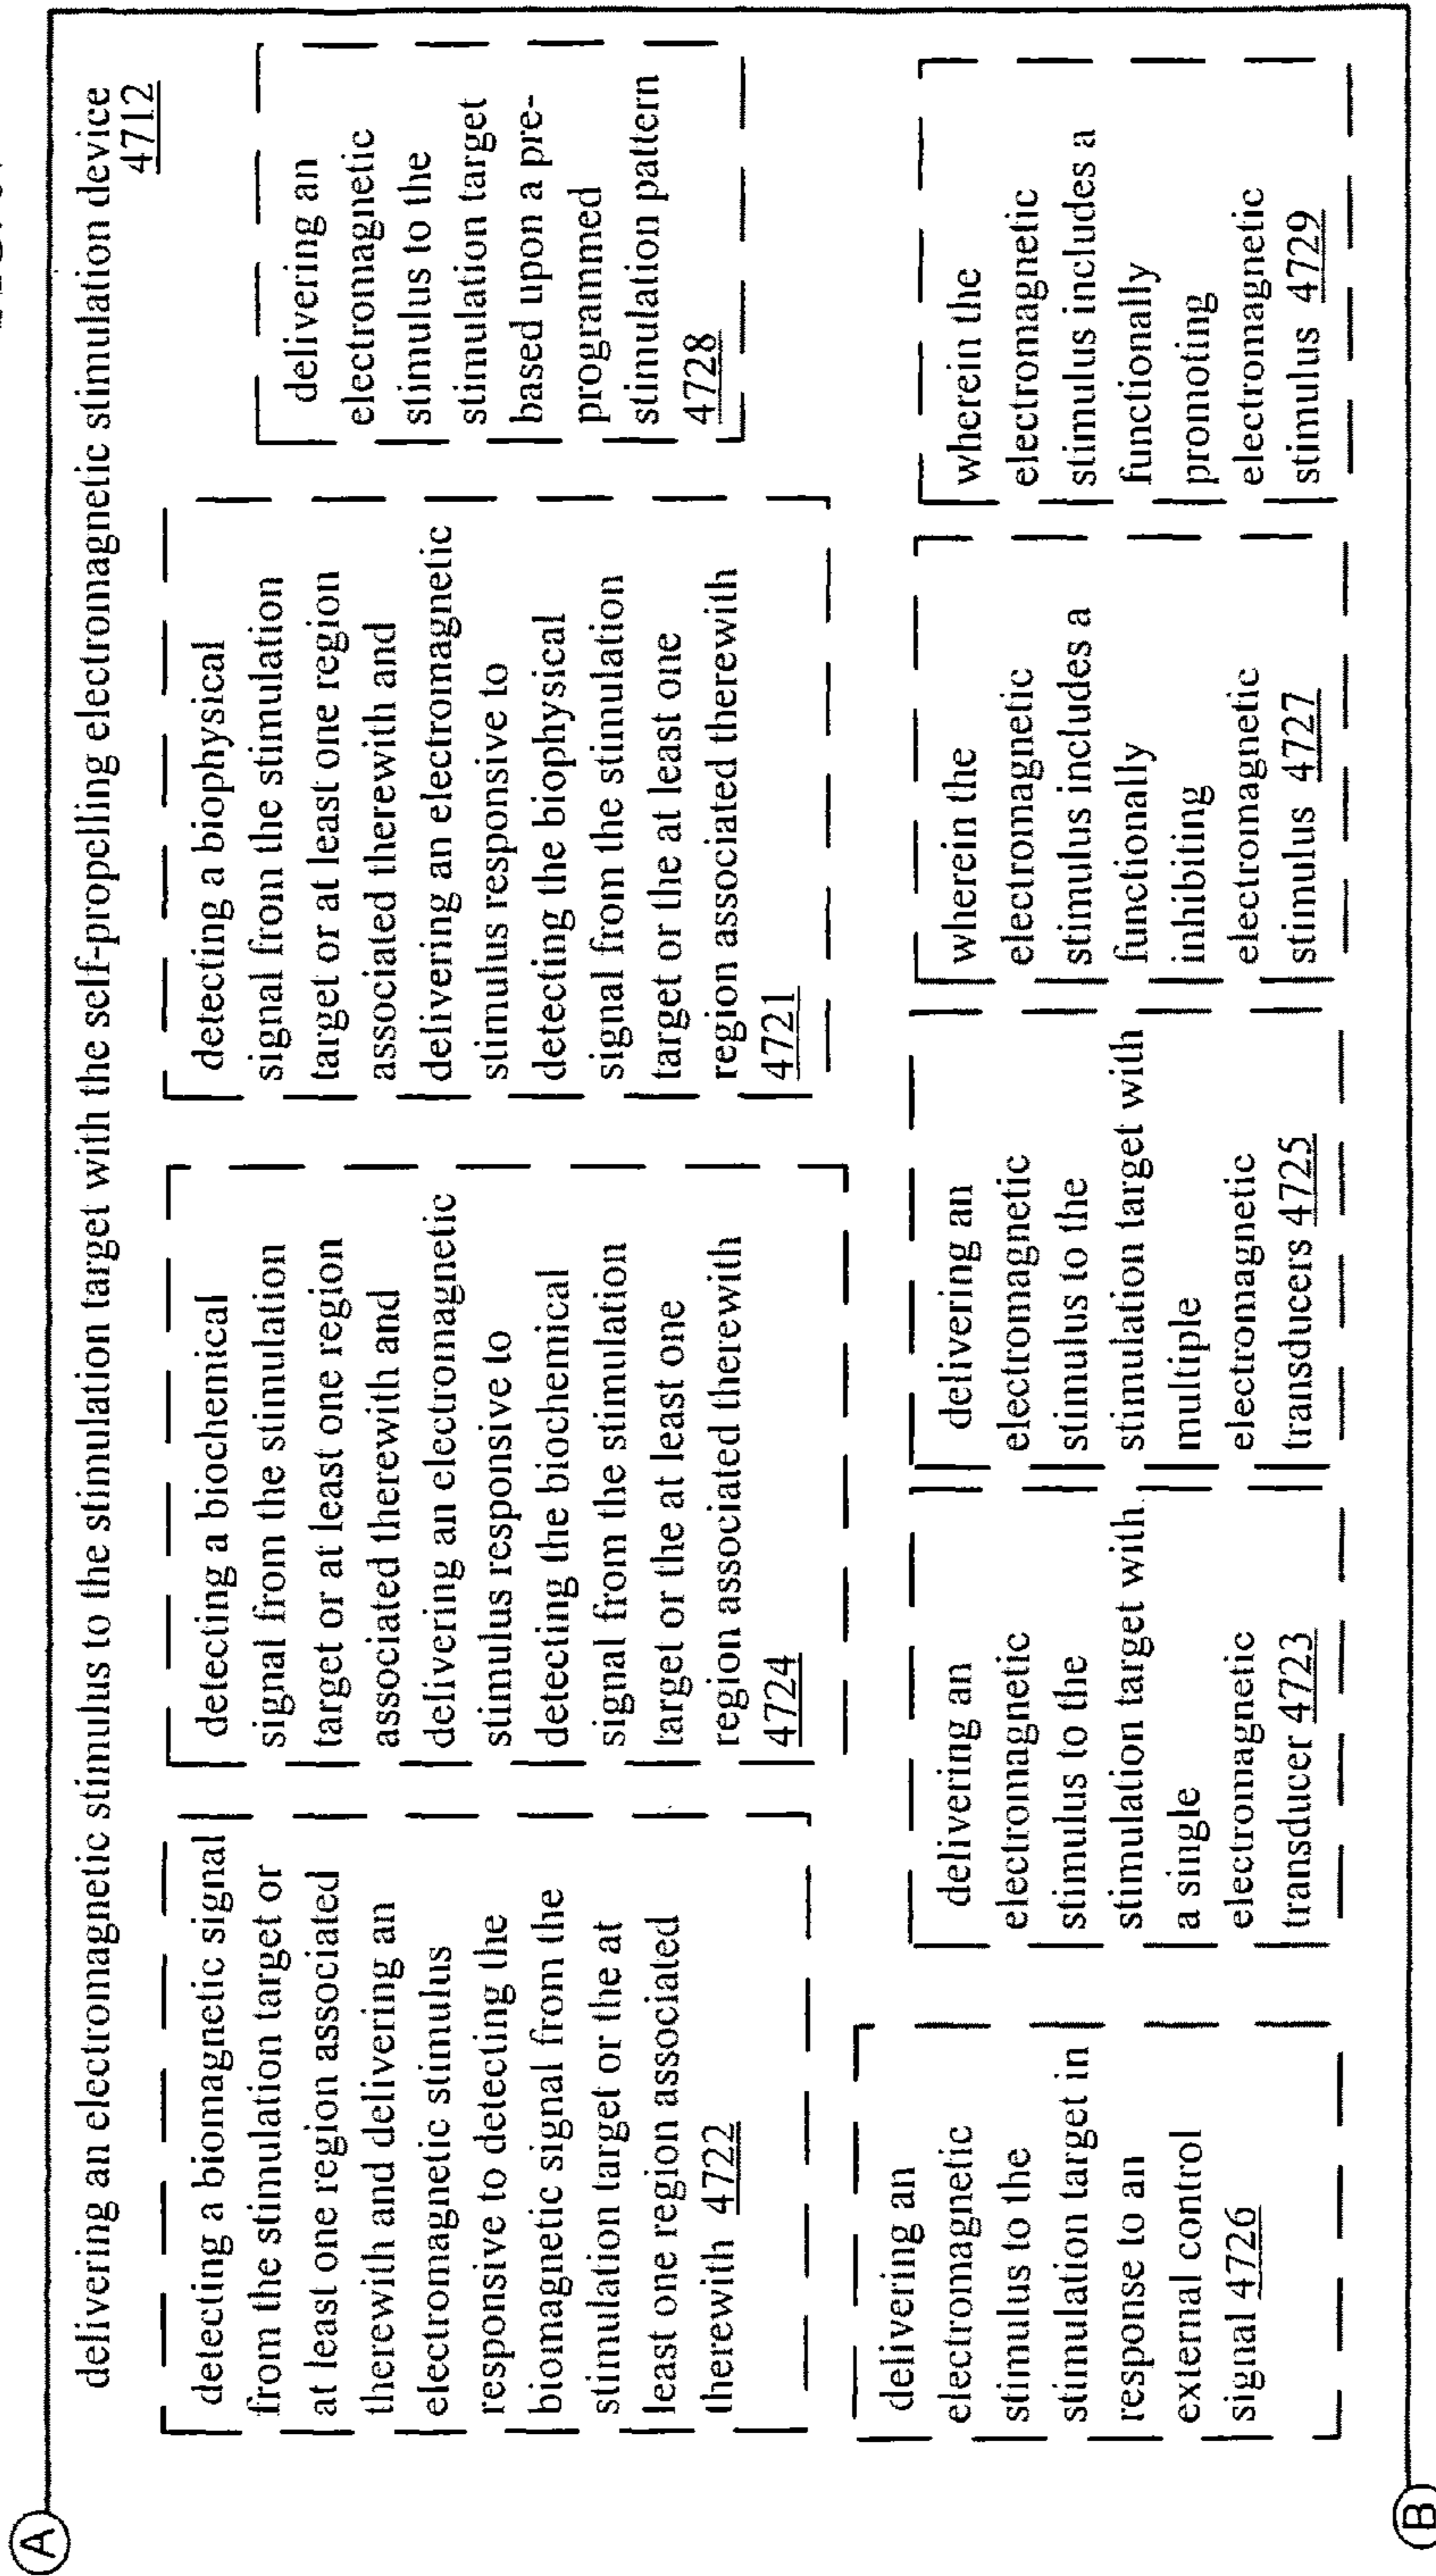 A
delivering an electromagnetic stimulus to the stimulation target with the self-propelling electromagnetic stimulation device
4712
detecting a biomagnetic signal
from the stimulation target or
at least one region associated
therewith and delivering an
electromagnetic stimulus
responsive to detecting the
biomagnetic signal from the
stimulation target or the at
least one region associated
therewith 4722
detecting a biochemical
signal from the stimulation
target or at least one region
associated therewith and
delivering an electromagnetic
stimulus responsive to
detecting the biochemical
signal from the stimulation
target or the at least one
region associated therewith
4724
detecting a biophysical
signal from the stimulation
target or at least one region
associated therewith and
delivering an electromagnetic
stimulus responsive to
detecting the biophysical
signal from the stimulation
target or the at least one
region associated therewith
4721
delivering an
electromagnetic
stimulus to the
stimulation target
based upon a pre-
programmed
stimulation pattern
4728
delivering an
electromagnetic
stimulus to the
stimulation target in
response to an
external control
signal 4726
delivering an
electromagnetic
stimulus to the
stimulation target with
a single
electromagnetic
transducer 4723
delivering an
electromagnetic
stimulus to the
stimulation target with
multiple
electromagnetic
transducers 4725
wherein the
electromagnetic
stimulus includes a
functionally
inhibiting
electromagnetic
stimulus 4727
wherein the
electromagnetic
stimulus includes a
functionally
promoting
electromagnetic
stimulus 4729
B